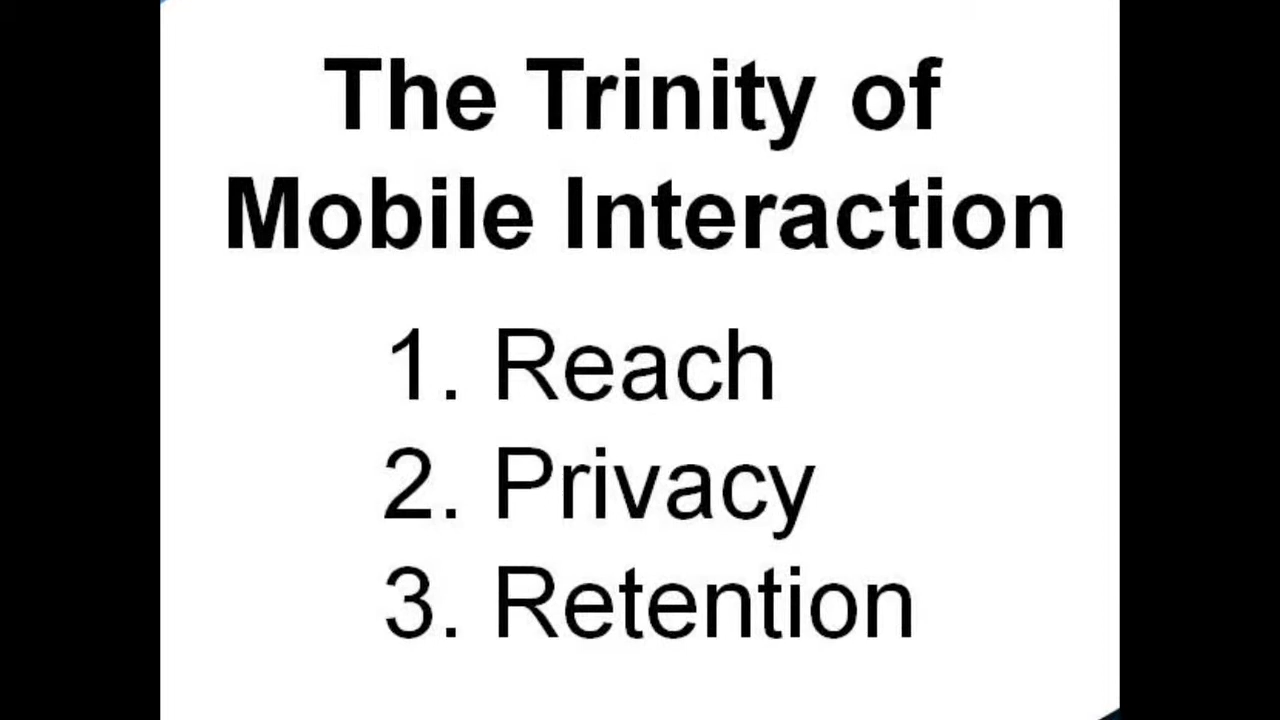 The Trinity of
Mobile Interaction
1. Reach
2. Privacy
3. Retention